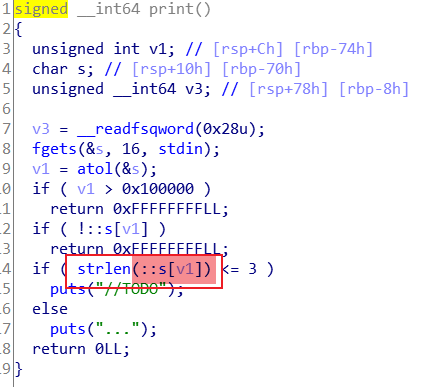 1 signed __int64 print()
2 {
3 unsigned int v1; // [rsp+Ch] [rbp-74h]
4 char s; // [rsp+10h] [rbp-70h]
5 unsigned __int64 v3; // [rsp+78h] [rbp-8h]
6
7 v3 = __readfsqword(0x28u);
8 fgets(&s, 16, stdin);
9 v1 = atol(&s);
10 if ( v1 > 0x100000 )
11 return 0xFFFFFFFFLL;
12 if ( !::s[v1] )
13 return 0xFFFFFFFFLL;
14 if ( strlen(::s[v1]) <= 3 )
15 puts("//TODO");
16 else
17 puts("...");
18 return 0LL;
19 }